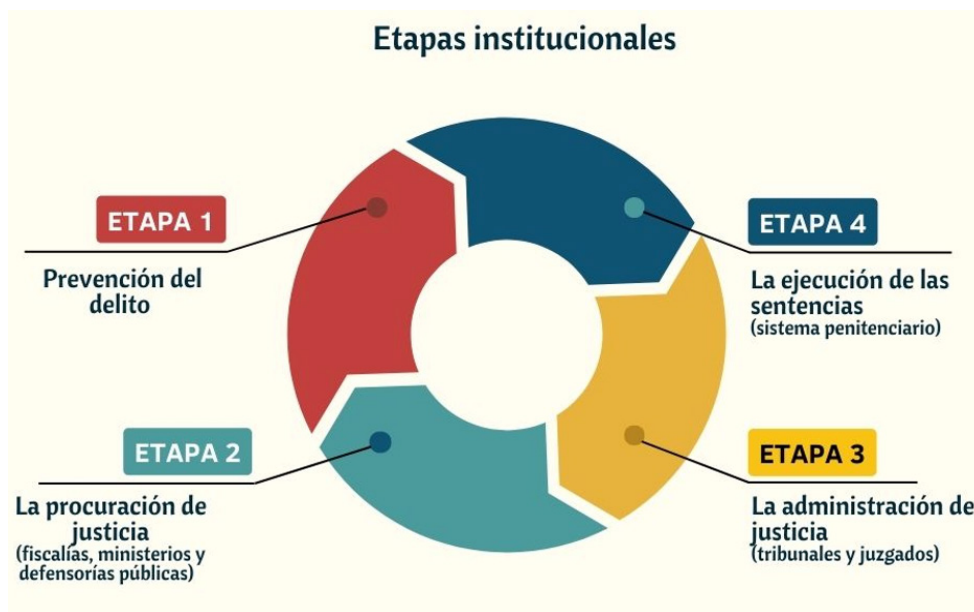 Etapas institucionales
ETAPA 1
Prevención del
delito
ETAPA 2
La procuración de
justicia
(fiscalías, ministerios y
defensorías públicas)
ETAPA 3
La administración de
justicia
(tribunales y juzgados)
ETAPA 4
La ejecución de las
sentencias
(sistema penitenciario)